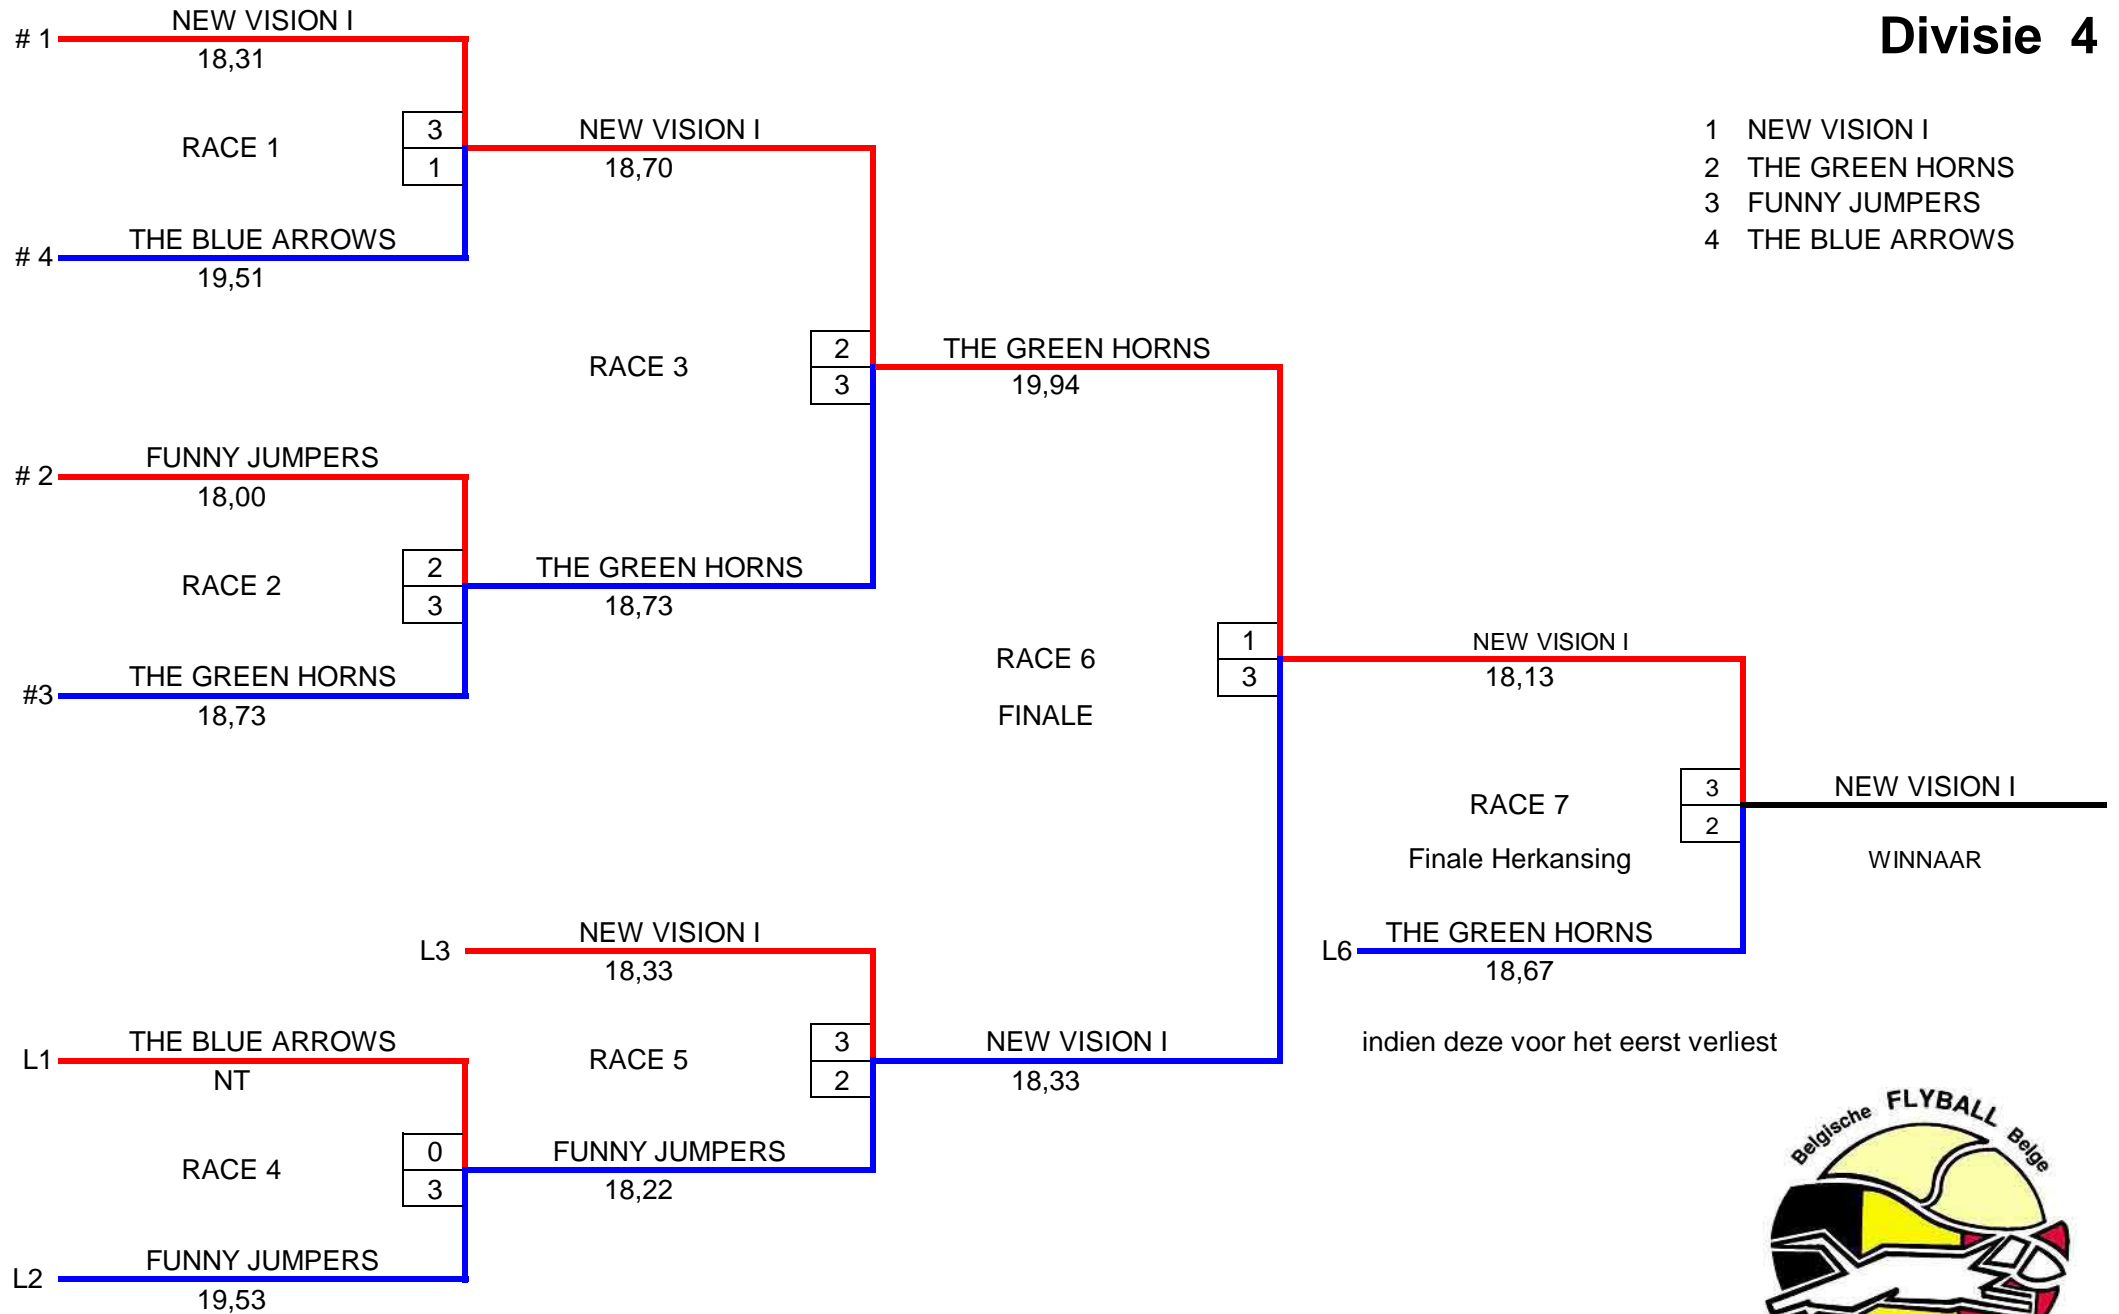 Divisie 4
1 NEW VISION I
2 THE GREEN HORNS
3 FUNNY JUMPERS
4 THE BLUE ARROWS
# 1
NEW VISION I
18,31
RACE 1
3
1
# 4
THE BLUE ARROWS
19,51
NEW VISION I
18,70
RACE 3
2
3
# 2
FUNNY JUMPERS
18,00
RACE 2
2
3
#3
THE GREEN HORNS
18,73
THE GREEN HORNS
18,73
THE GREEN HORNS
19,94
RACE 6
FINALE
1
3
NEW VISION I
18,13
RACE 7
Finale Herkansing
3
2
NEW VISION I
WINNAAR
L6
THE GREEN HORNS
18,67
indien deze voor het eerst verliest
L3
NEW VISION I
18,33
RACE 5
3
2
NEW VISION I
18,33
L1
THE BLUE ARROWS
NT
RACE 4
0
3
FUNNY JUMPERS
18,22
L2
FUNNY JUMPERS
19,53
Belgische FLYBALL Belge